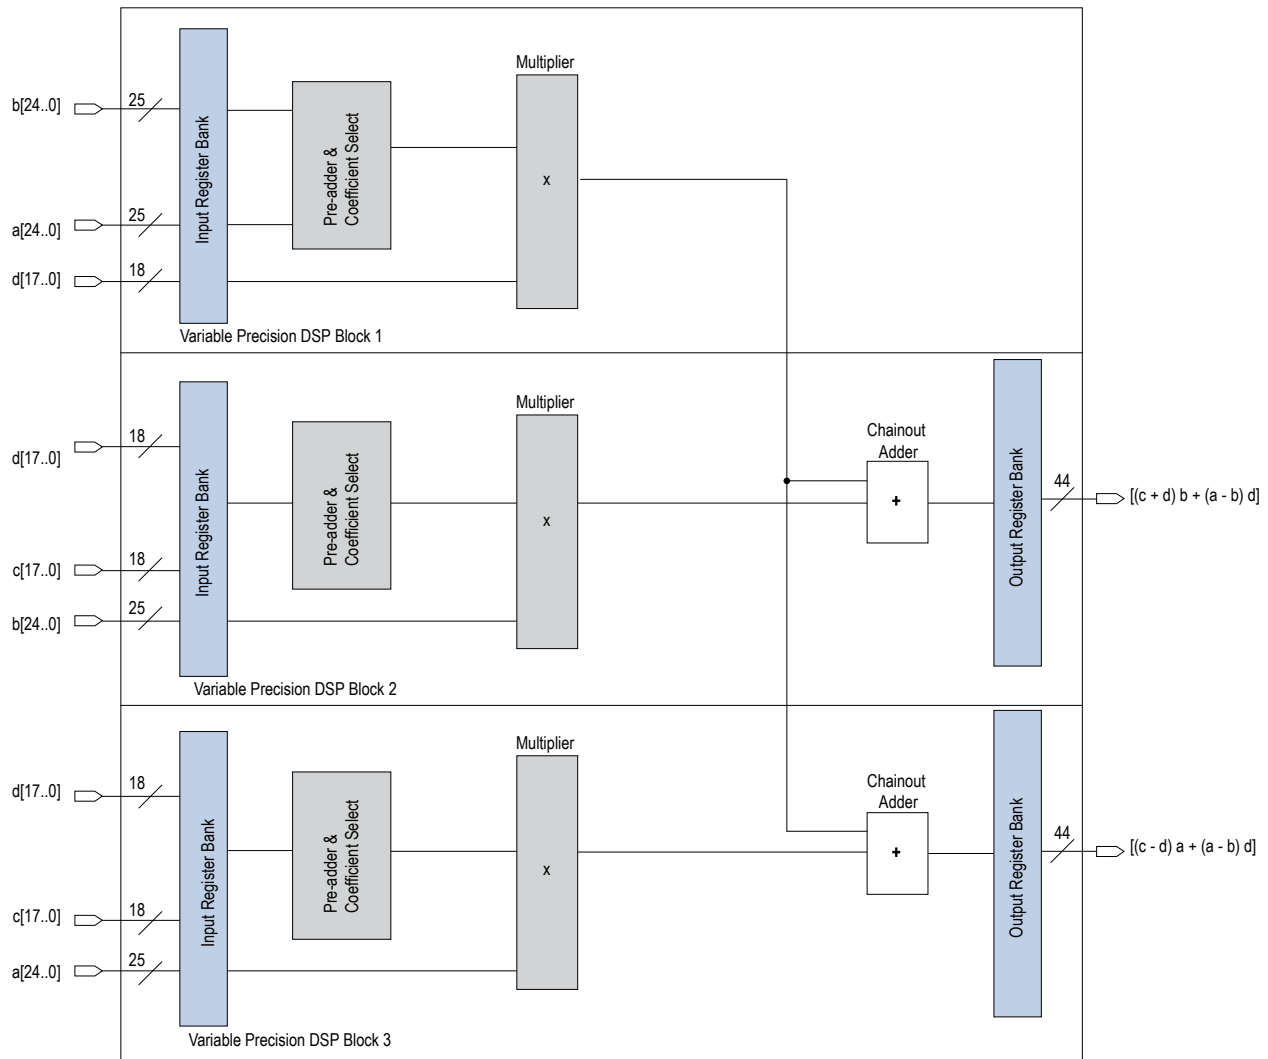 Multiplier
b[24..0]
25
Input Register Bank
Pre-adder &
Coefficient Select
x
a[24..0]
25
d[17..0]
18
Variable Precision DSP Block 1
Multiplier
d[17..0]
18
Input Register Bank
Pre-adder &
Coefficient Select
x
Chainout
Adder
+
Output Register Bank
44
[(c + d) b + (a - b) d]
c[17..0]
18
b[24..0]
25
Variable Precision DSP Block 2
Multiplier
d[17..0]
18
Input Register Bank
Pre-adder &
Coefficient Select
x
Chainout
Adder
+
Output Register Bank
44
[(c - d) a + (a - b) d]
c[17..0]
18
a[24..0]
25
Variable Precision DSP Block 3